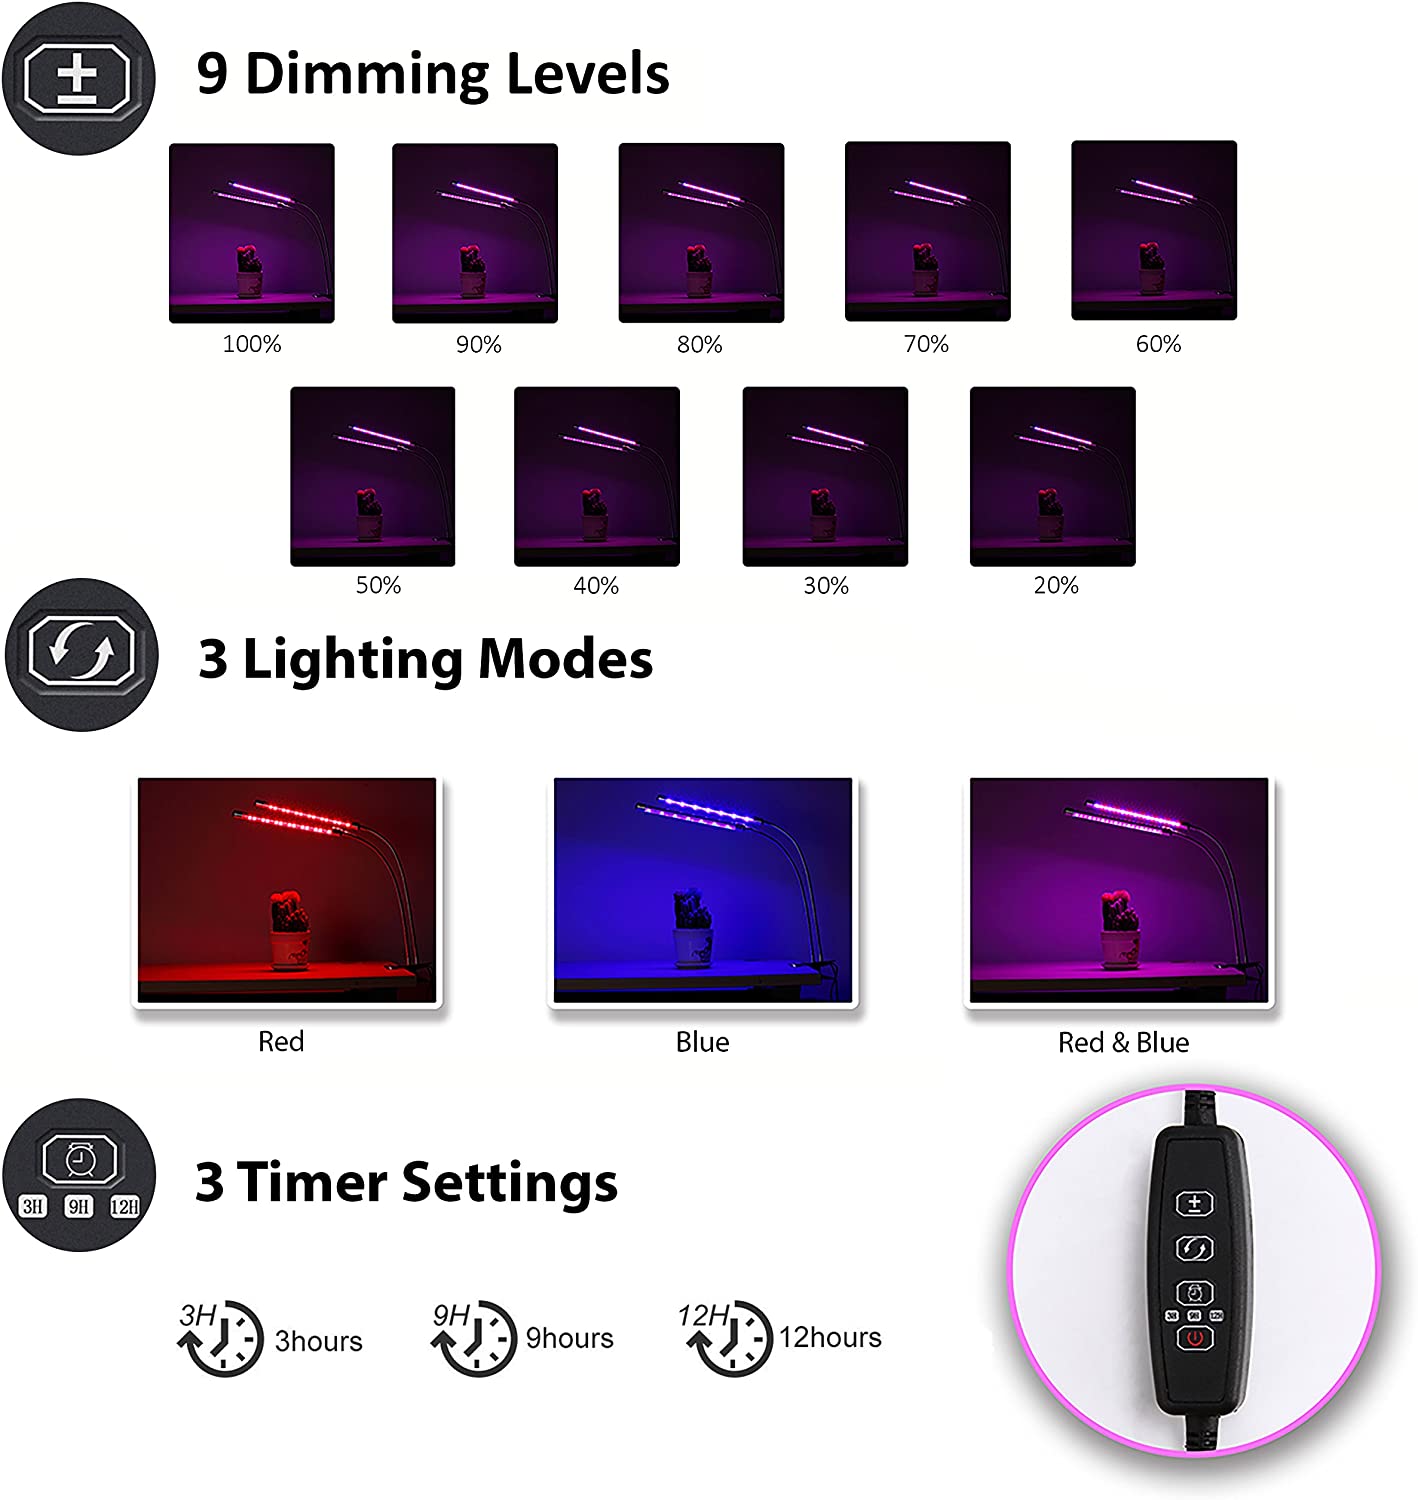 9 Dimming Levels
100% 90% 80% 70% 60%
50% 40% 30% 20%
3 Lighting Modes
Red Blue Red & Blue
3 Timer Settings
3H 9H 12H
3H 3hours 9H 9hours 12H 12hours
3H 9H 12H